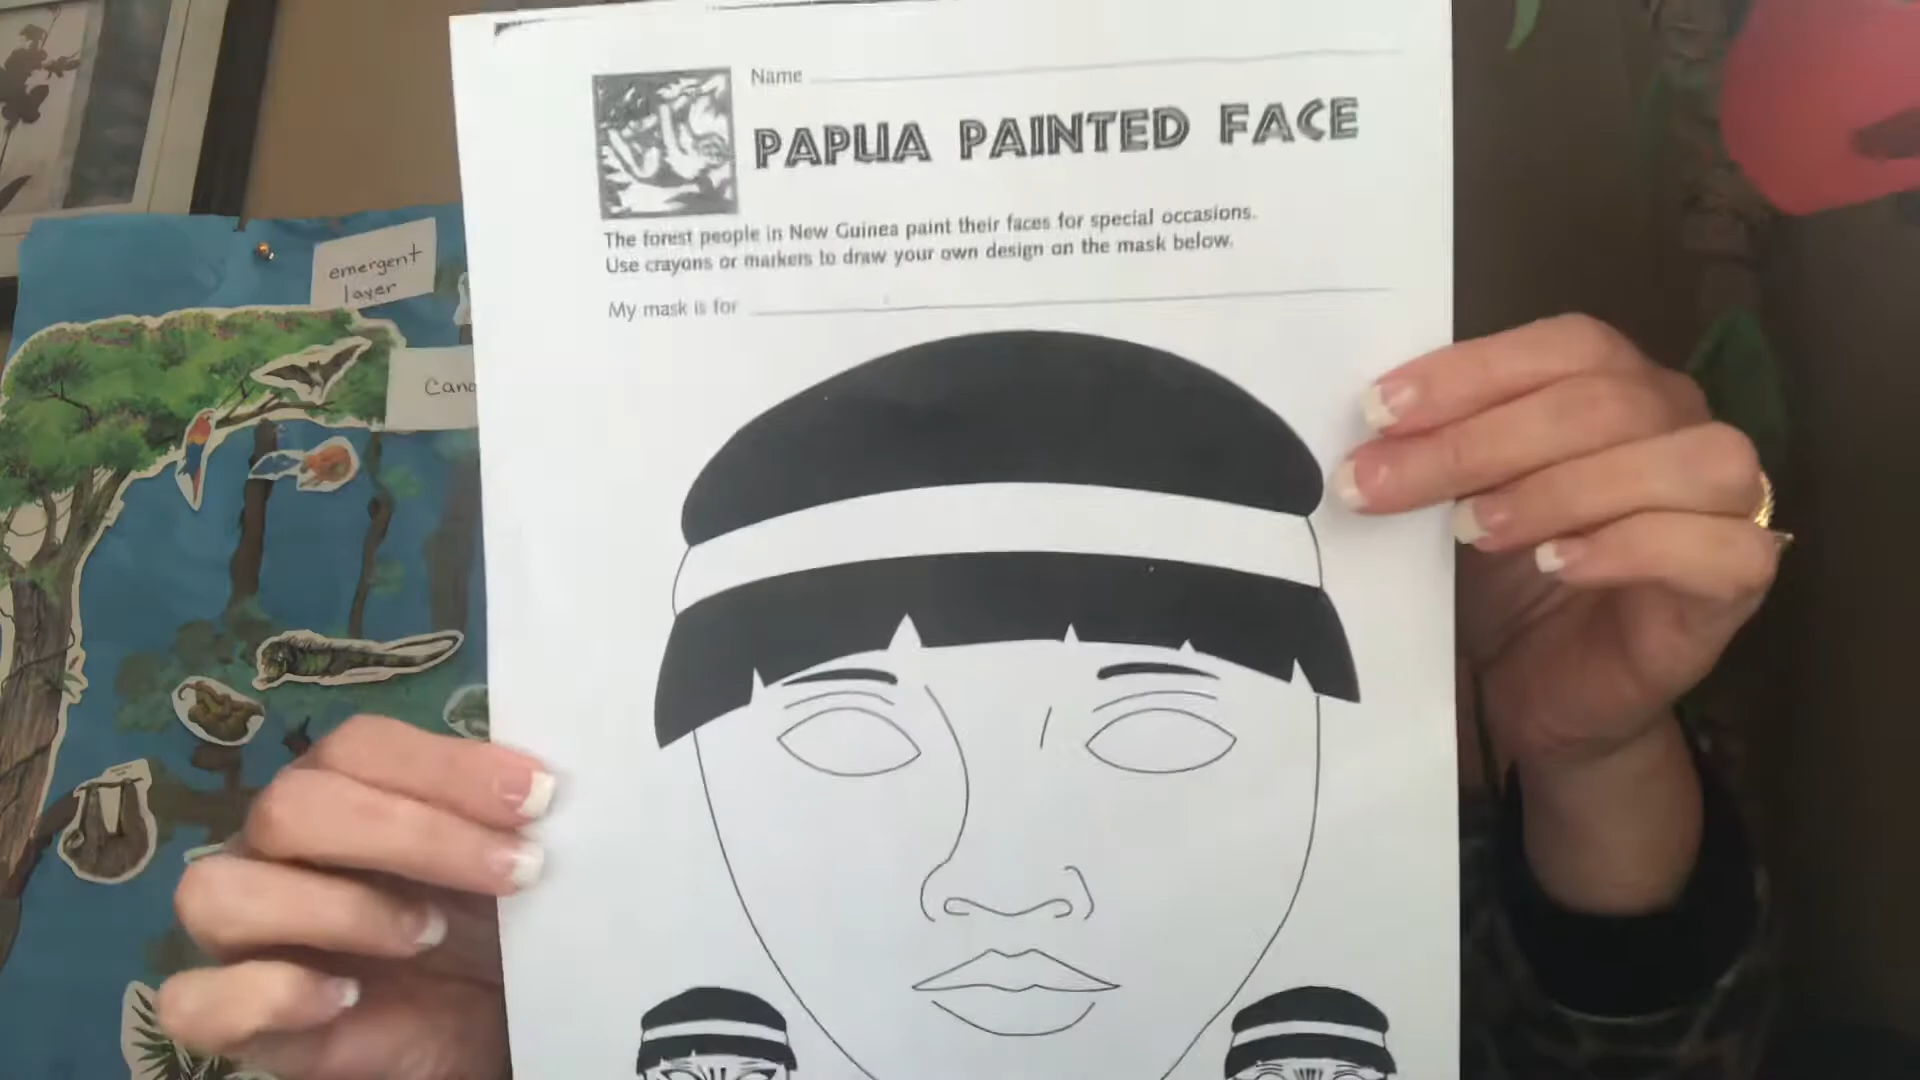 Name
PAPUA PAINTED FACE
The forest people in New Guinea paint their faces for special occasions.
Use crayons or markers to draw your own design on the mask below.
My mask is for
emergent
layer
Cano